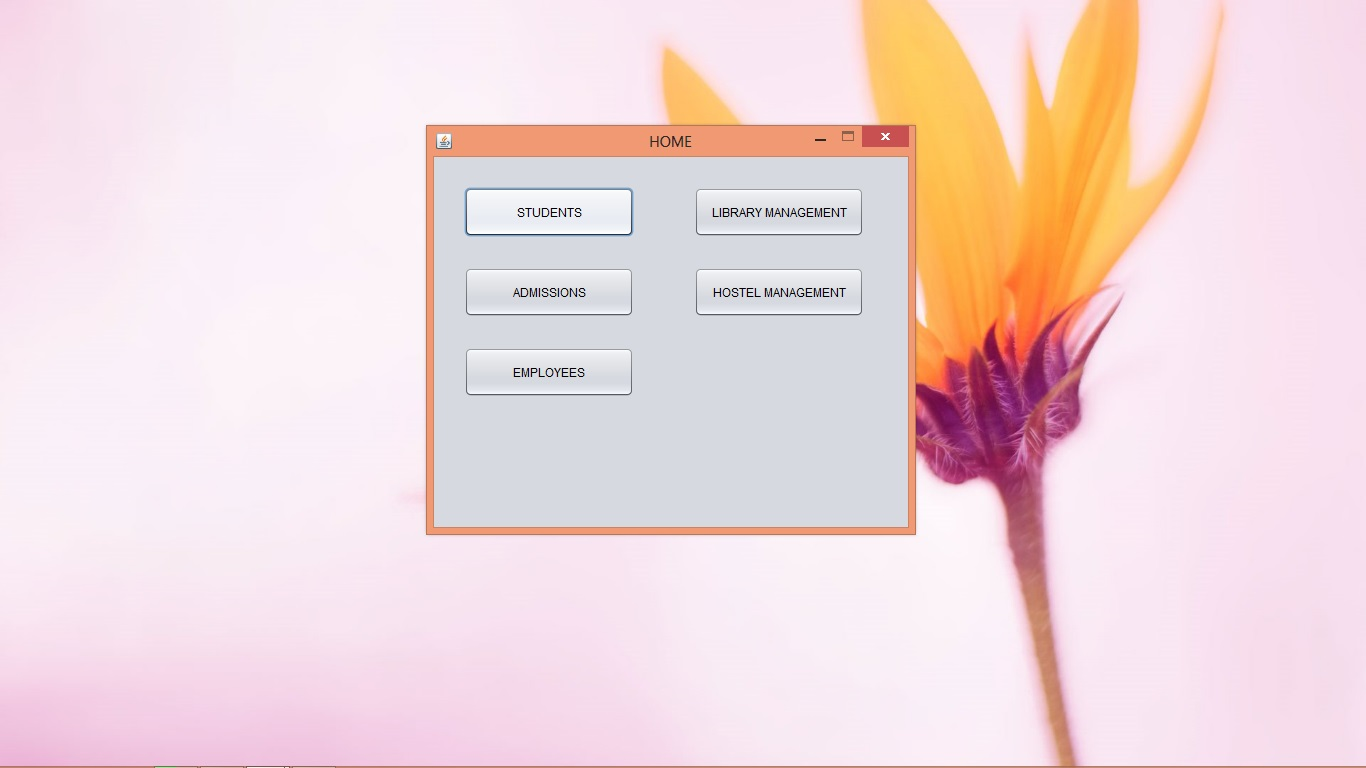 HOME
STUDENTS
LIBRARY MANAGEMENT
ADMISSIONS
HOSTEL MANAGEMENT
EMPLOYEES